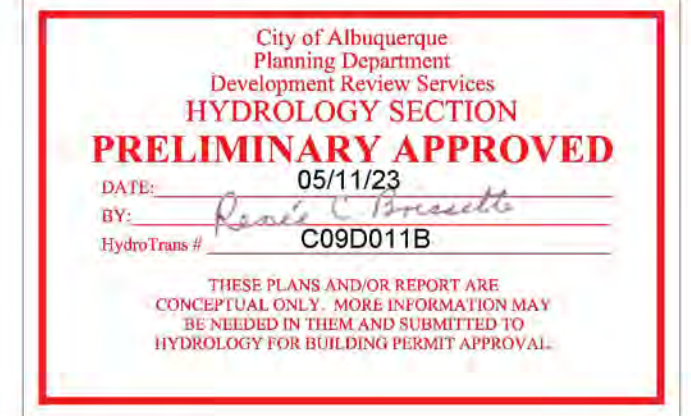 City of Albuquerque
Planning Department
Development Review Services
HYDROLOGY SECTION
PRELIMINARY APPROVED
DATE: 05/11/23
BY: Renée C Brissette
HydroTrans # C09D011B
THESE PLANS AND/OR REPORT ARE
CONCEPTUAL ONLY. MORE INFORMATION MAY
BE NEEDED IN THEM AND SUBMITTED TO
HYDROLOGY FOR BUILDING PERMIT APPROVAL.